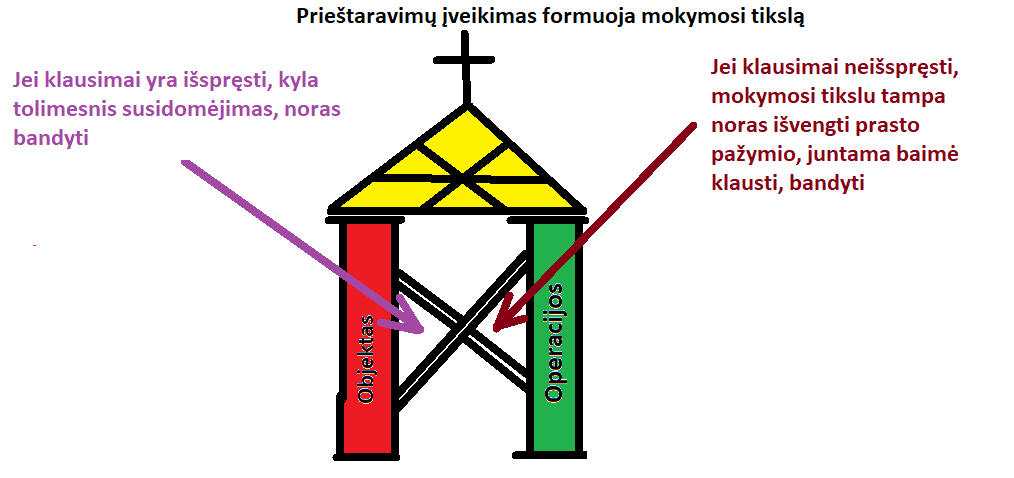 Prieštaravimų įveikimas formuoja mokymosi tikslą
Jei klausimai yra išspręsti, kyla
tolimesnis susidomėjimas, noras
bandyti
Jei klausimai neišspręsti,
mokymosi tikslu tampa
noras išvengti prasto
pažymio, juntama baimė
klausti, bandyti
Objektas
Operacijos